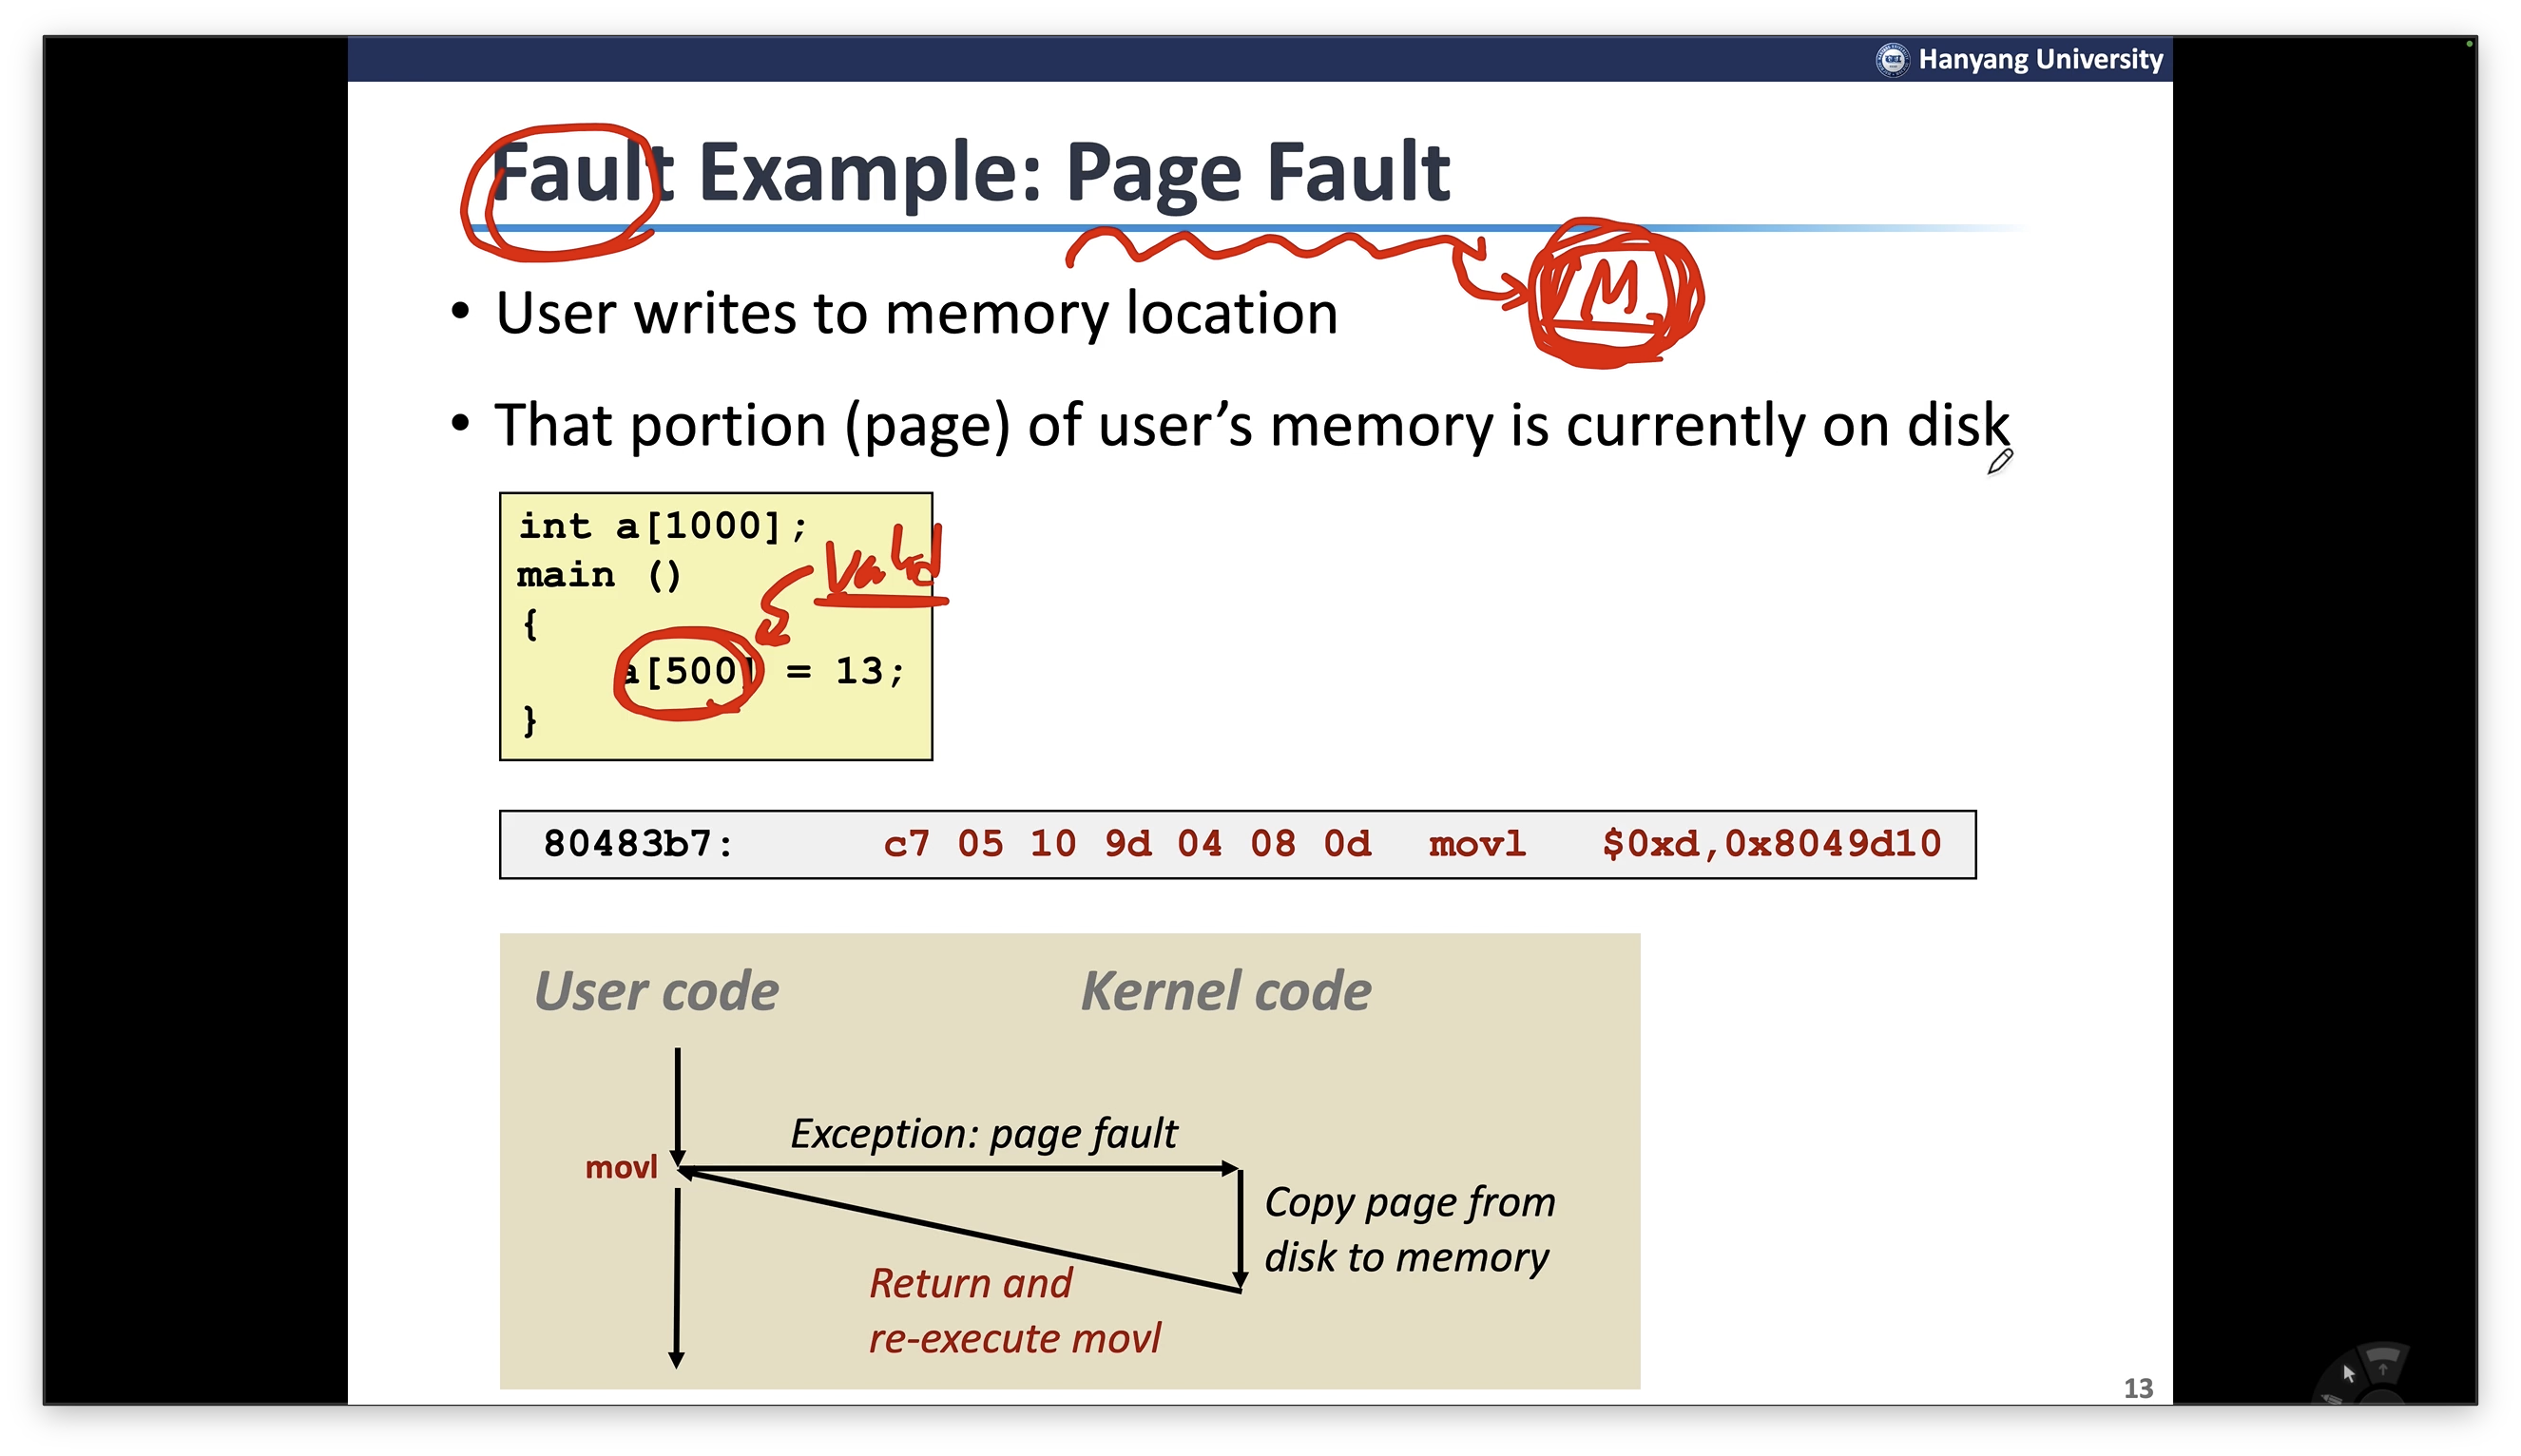 Hanyang University
Fault Example: Page Fault
• User writes to memory location
M
• That portion (page) of user’s memory is currently on disk
int a[1000];
valid
main ()
{
a[500] = 13;
}
80483b7: c7 05 10 9d 04 08 0d movl $0xd,0x8049d10
User code Kernel code
Exception: page fault
movl
Copy page from
disk to memory
Return and
re-execute movl
13